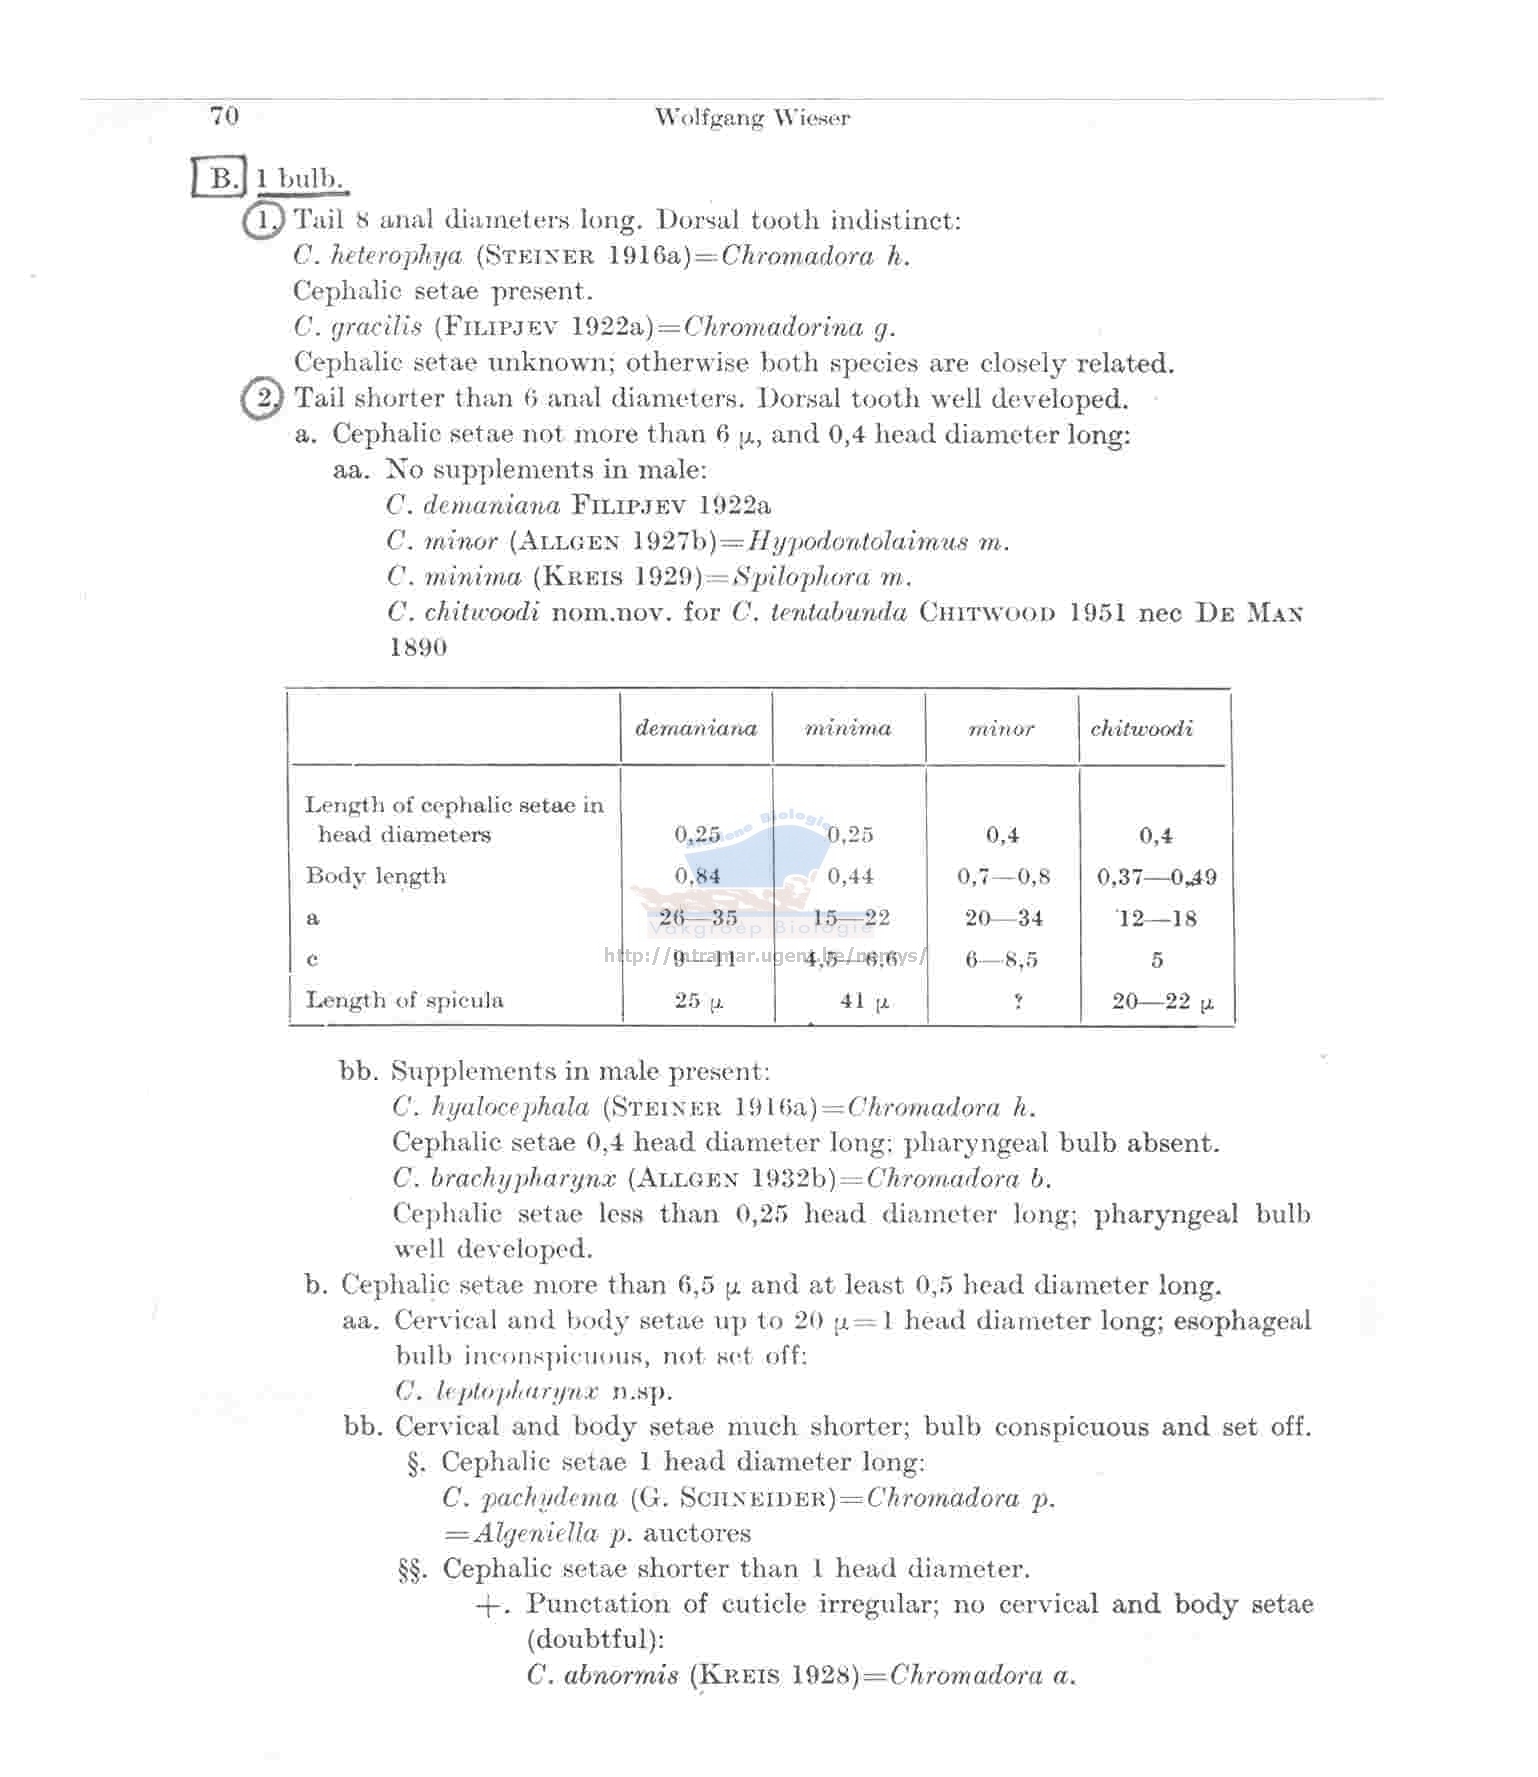 70
Wolfgang Wieser
B. 1 bulb.
1. Tail 8 anal diameters long. Dorsal tooth indistinct:
C. heterophya (STEINER 1916a)=Chromadora h.
Cephalic setae present.
C. gracilis (FILIPJEV 1922a)=Chromadorina g.
Cephalic setae unknown; otherwise both species are closely related.
2. Tail shorter than 6 anal diameters. Dorsal tooth well developed.
a. Cephalic setae not more than 6 μ, and 0,4 head diameter long:
aa. No supplements in male:
C. demaniana FILIPJEV 1922a
C. minor (ALLGEN 1927b)=Hypodontolaimus m.
C. minima (KREIS 1929)=Spilophora m.
C. chitwoodi nom.nov. for C. tentabunda CHITWOOD 1951 nec DE MAN
1890
demaniana minima minor chitwoodi
Length of cephalic setae in
head diameters 0,25 0,25 0,4 0,4
Body length 0,84 0,44 0,7—0,8 0,37—0,49
a 26—35 15—22 20—34 12—18
Vakgroep Biologie
http://intramar.ugent.be/nemys/
c 9—11 4,5—6,6 6—8,5 5
Length of spicula 25 μ 41 μ ? 20—22 μ
bb. Supplements in male present:
C. hyalocephala (STEINER 1916a)=Chromadora h.
Cephalic setae 0,4 head diameter long; pharyngeal bulb absent.
C. brachypharynx (ALLGEN 1932b)=Chromadora b.
Cephalic setae less than 0,25 head diameter long; pharyngeal bulb
well developed.
b. Cephalic setae more than 6,5 μ and at least 0,5 head diameter long.
aa. Cervical and body setae up to 20 μ=1 head diameter long; esophageal
bulb inconspicuous, not set off:
C. leptopharynx n.sp.
bb. Cervical and body setae much shorter; bulb conspicuous and set off.
§. Cephalic setae 1 head diameter long:
C. pachydema (G. SCHNEIDER)=Chromadora p.
=Algeniella p. auctores
§§. Cephalic setae shorter than 1 head diameter.
+. Punctation of cuticle irregular; no cervical and body setae
(doubtful):
C. abnormis (KREIS 1928)=Chromadora a.